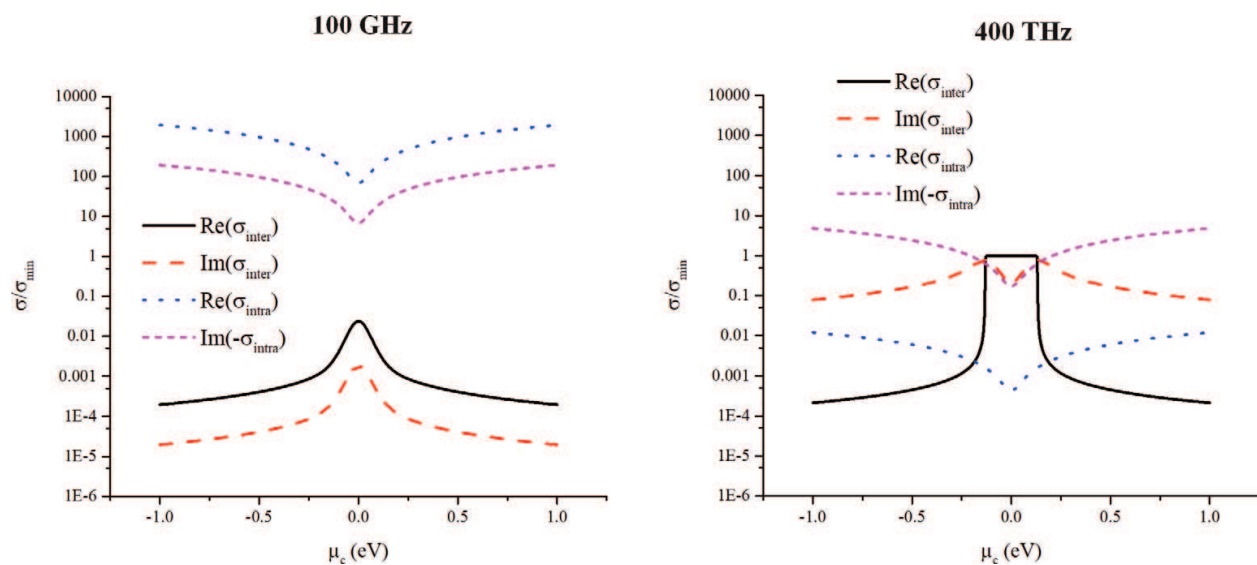 100 GHz
10000
1000
100
10
1
0.1
0.01
0.001
1E-4
1E-5
1E-6
σ/σmin
Re(σinter)
Im(σinter)
Re(σintra)
Im(-σintra)
-1.0 -0.5 0.0 0.5 1.0
μc (eV)
400 THz
Re(σinter)
Im(σinter)
Re(σintra)
Im(-σintra)
10000
1000
100
10
1
0.1
0.01
0.001
1E-4
1E-5
1E-6
σ/σmin
-1.0 -0.5 0.0 0.5 1.0
μc (eV)